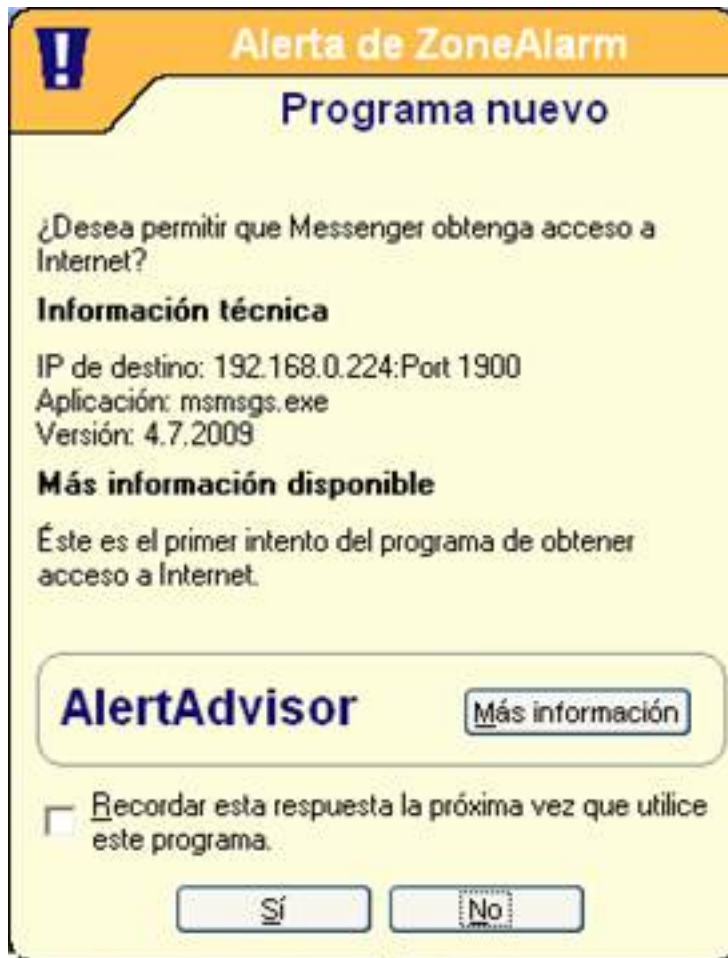 Alerta de ZoneAlarm
Programa nuevo
¿Desea permitir que Messenger obtenga acceso a
Internet?
Información técnica
IP de destino: 192.168.0.224:Port 1900
Aplicación: msmsgs.exe
Versión: 4.7.2009
Más información disponible
Éste es el primer intento del programa de obtener
acceso a Internet.
AlertAdvisor
Más información
Recordar esta respuesta la próxima vez que utilice
este programa.
Sí
No